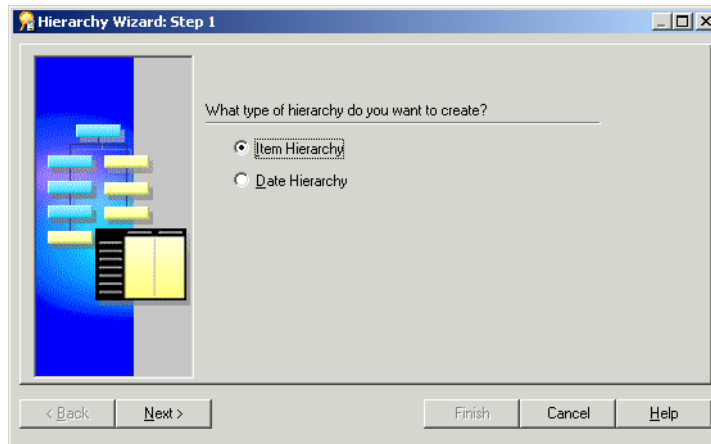 Hierarchy Wizard: Step 1
What type of hierarchy do you want to create?
Item Hierarchy
Date Hierarchy
< Back Next > Finish Cancel Help